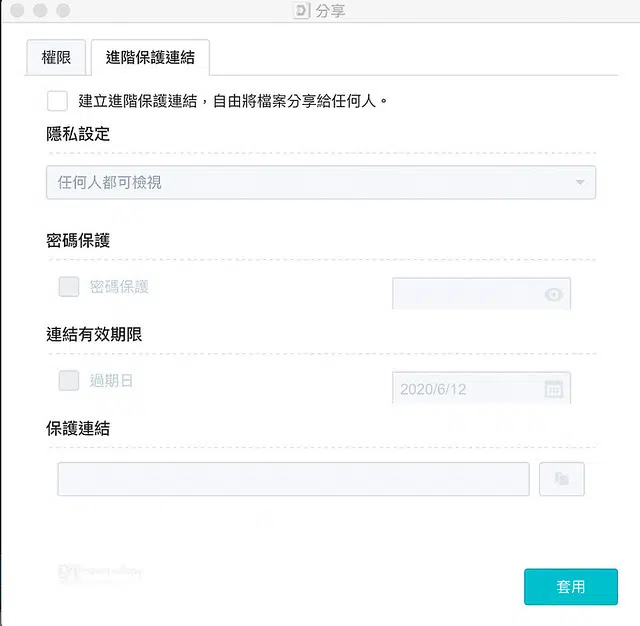 分享
權限
進階保護連結
建立進階保護連結，自由將檔案分享給任何人。
隱私設定
任何人都可檢視
密碼保護
密碼保護
連結有效期限
過期日
2020/6/12
保護連結
套用